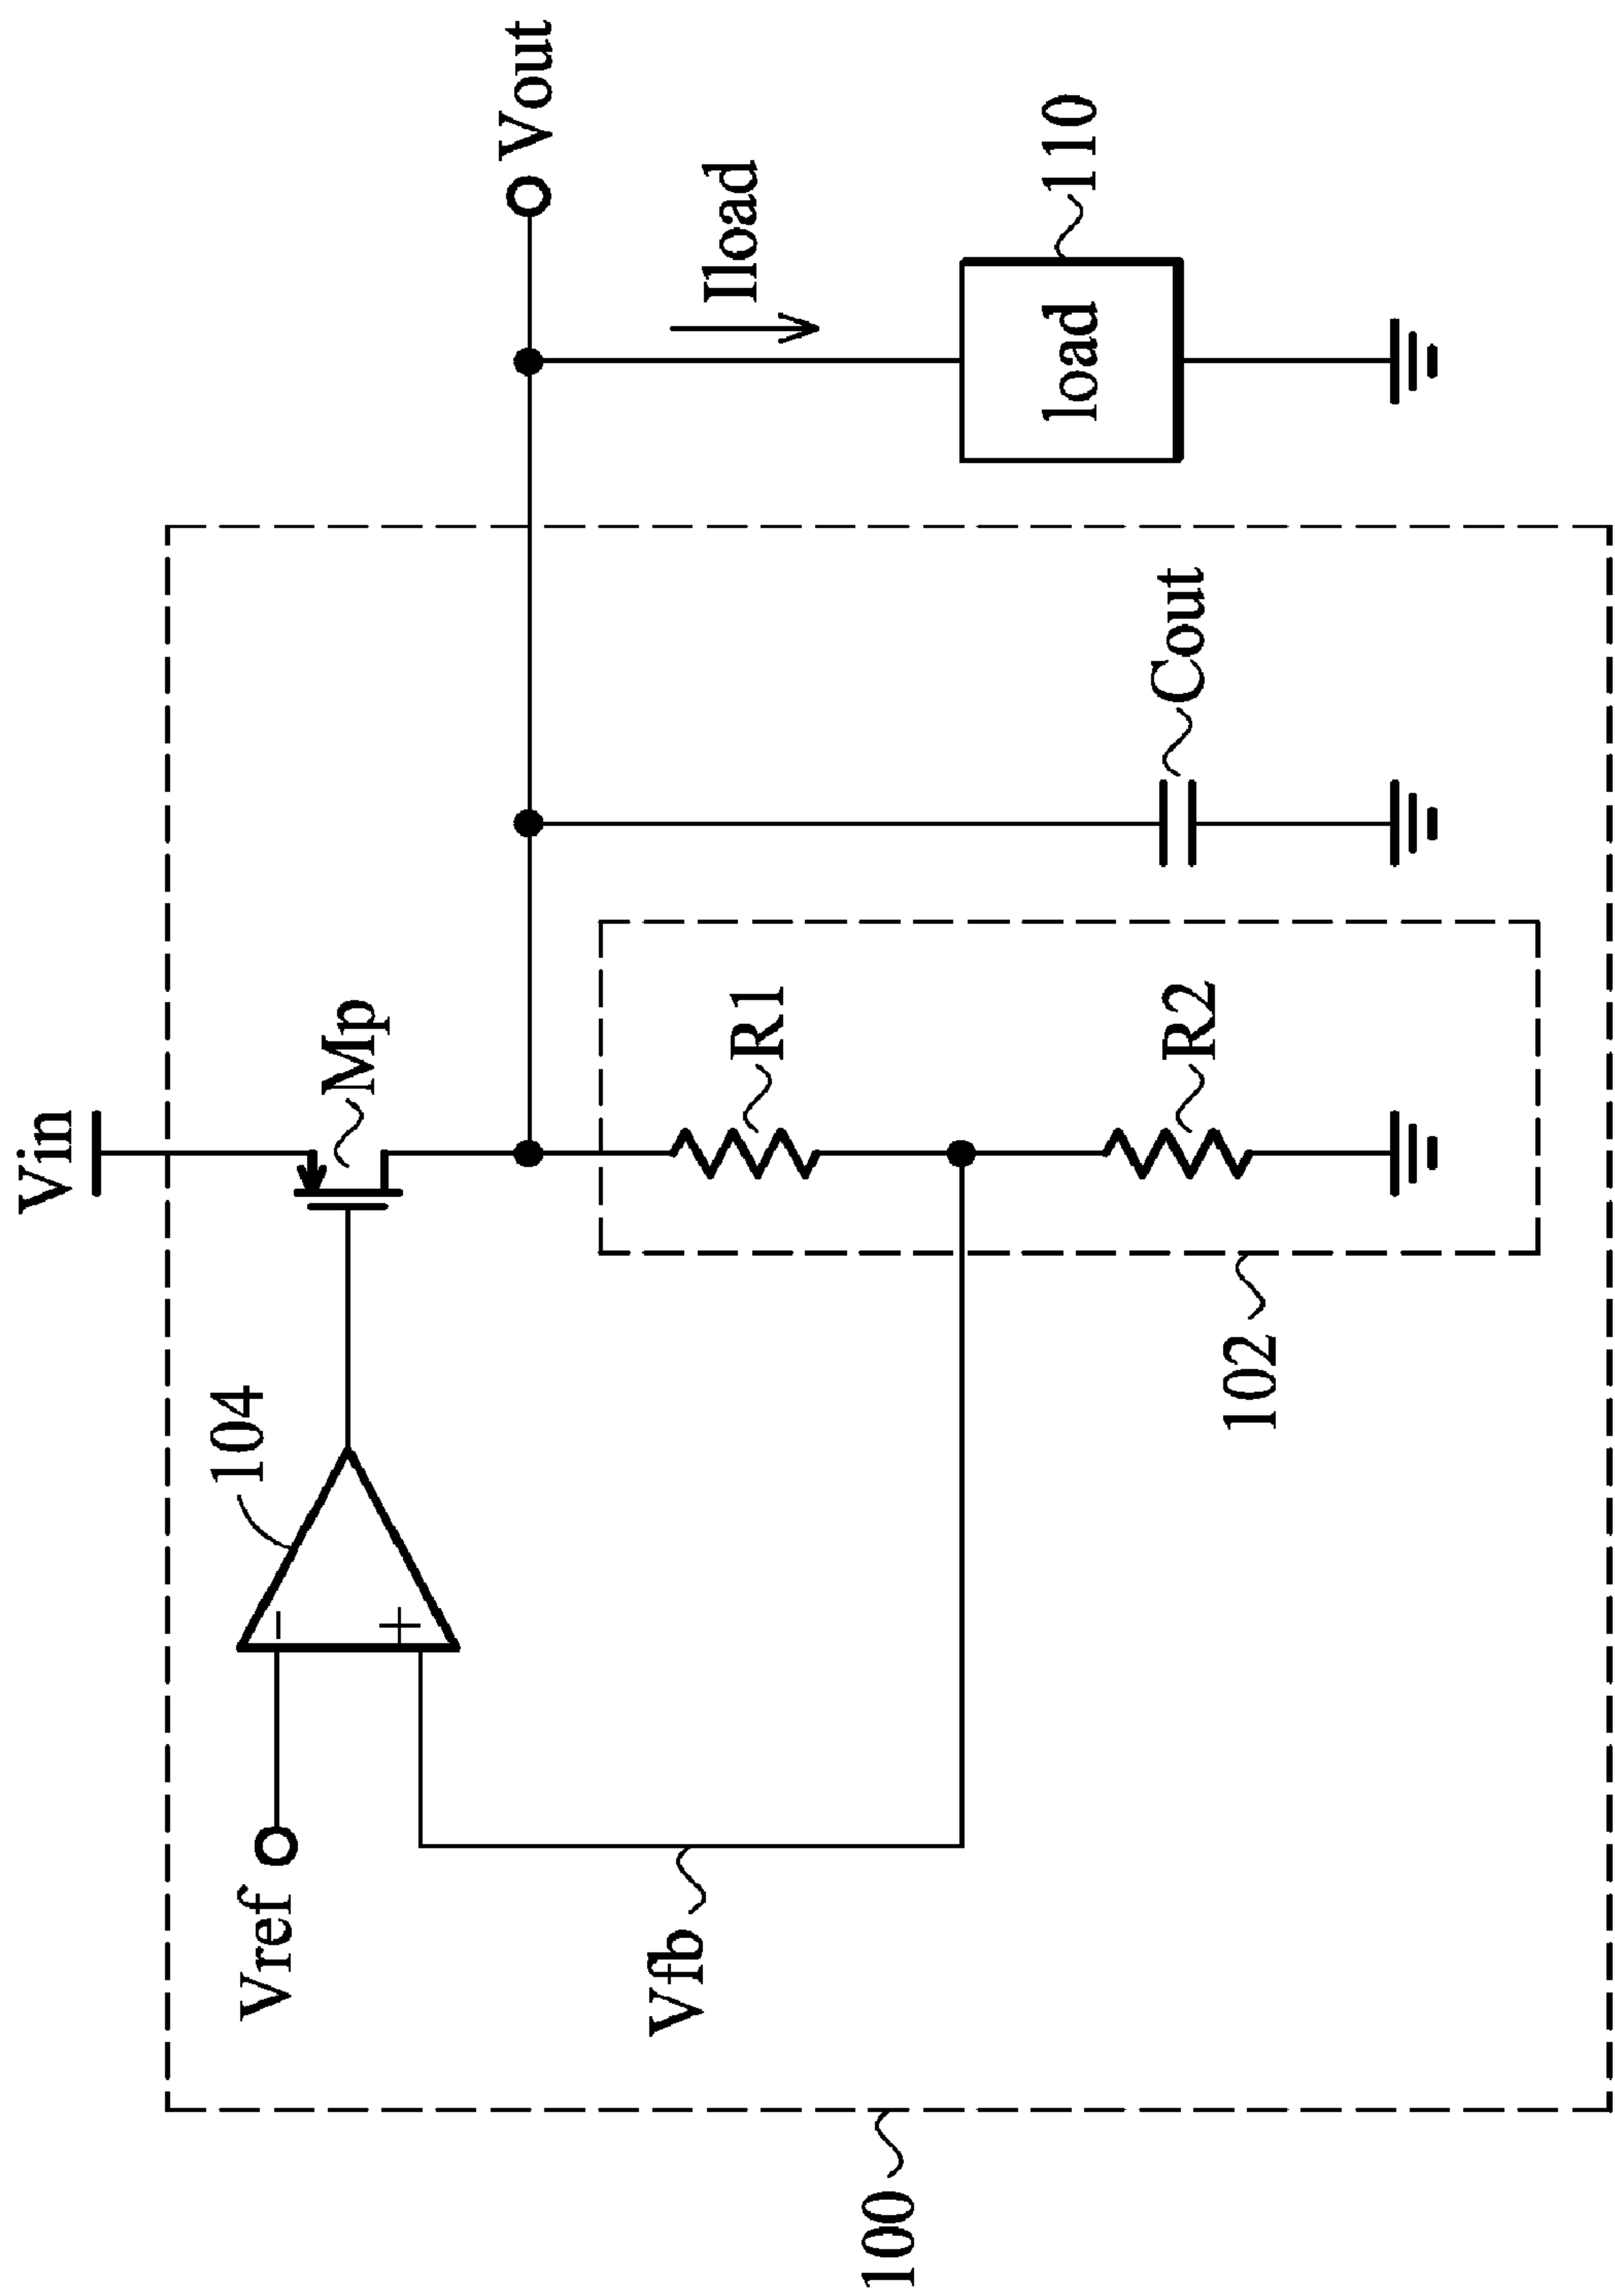 Vin
Vref
−
+
104
Mp
Vout
Iload
Vfb
R1
R2
102
Cout
load
110
100